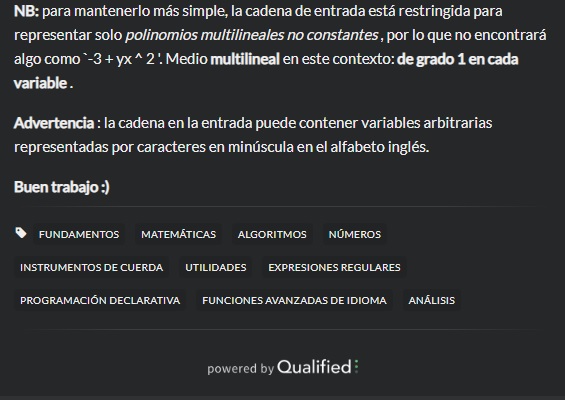 NB: para mantenerlo más simple, la cadena de entrada está restringida para
representar solo polinomios multilineales no constantes , por lo que no encontrará
algo como `-3 + yx ^ 2 '. Medio multilineal en este contexto: de grado 1 en cada
variable .
Advertencia : la cadena en la entrada puede contener variables arbitrarias
representadas por caracteres en minúscula en el alfabeto inglés.
Buen trabajo :)
FUNDAMENTOS MATEMÁTICAS ALGORITMOS NÚMEROS
INSTRUMENTOS DE CUERDA UTILIDADES EXPRESIONES REGULARES
PROGRAMACIÓN DECLARATIVA FUNCIONES AVANZADAS DE IDIOMA ANÁLISIS
powered by Qualified